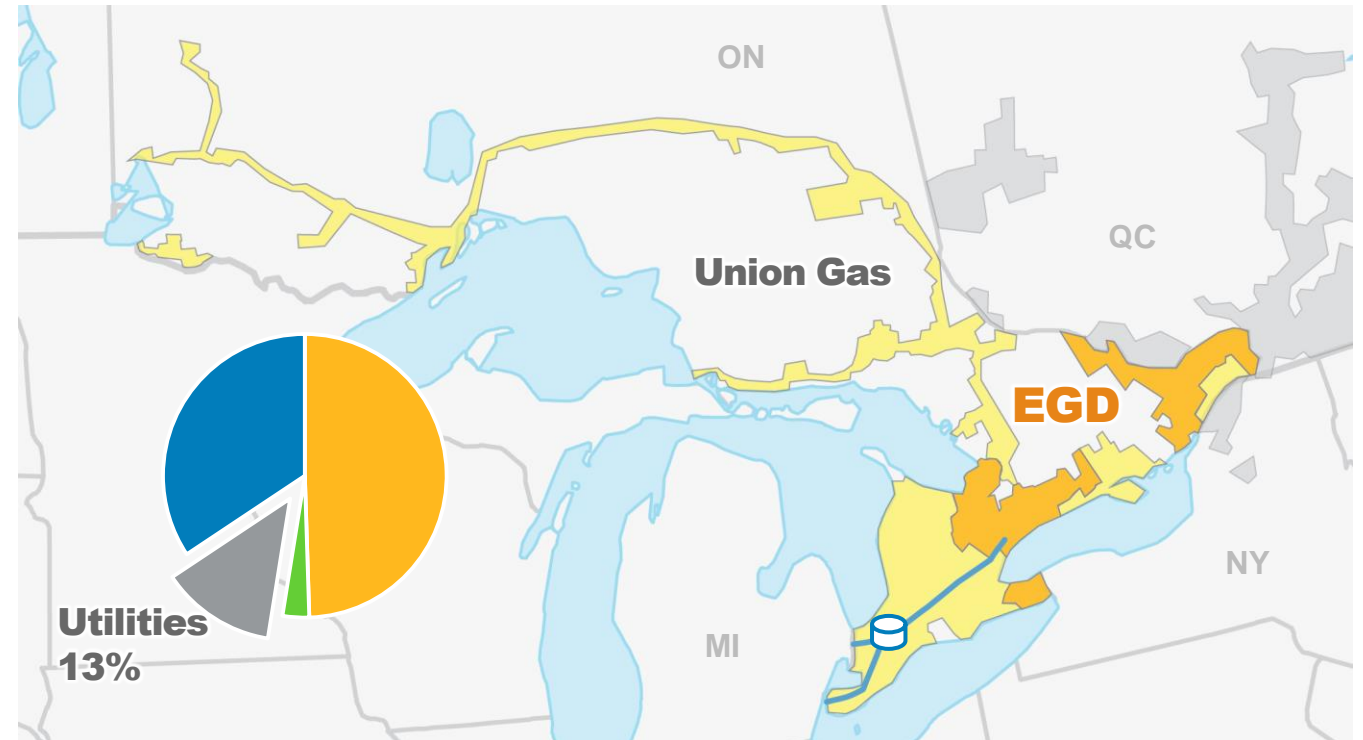 ON
QC
Union Gas
EGD
NY
Utilities
13%
MI